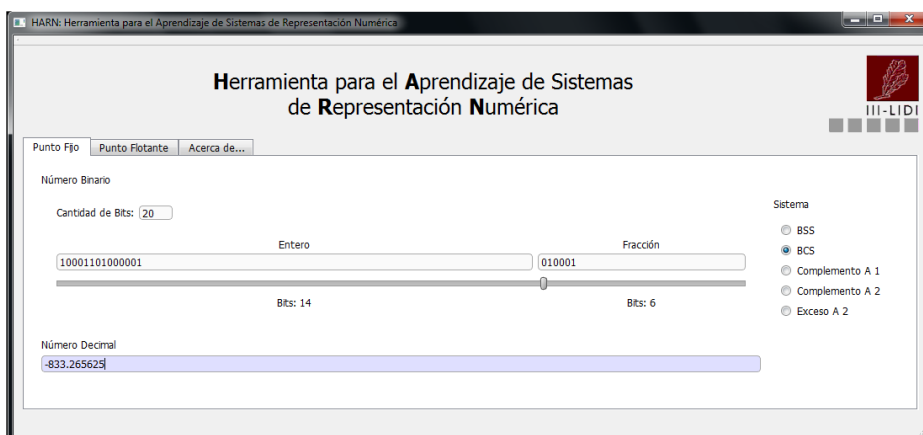 HARN: Herramienta para el Aprendizaje de Sistemas de Representación Numérica
Herramienta para el Aprendizaje de Sistemas
de Representación Numérica
III-LIDI
Punto Fijo Punto Flotante Acerca de...
Número Binario
Cantidad de Bits: 20
Sistema
BSS
Entero Fracción
BCS
10001101000001 010001
Complemento A 1
Complemento A 2
Bits: 14 Bits: 6
Exceso A 2
Número Decimal
-833.265625